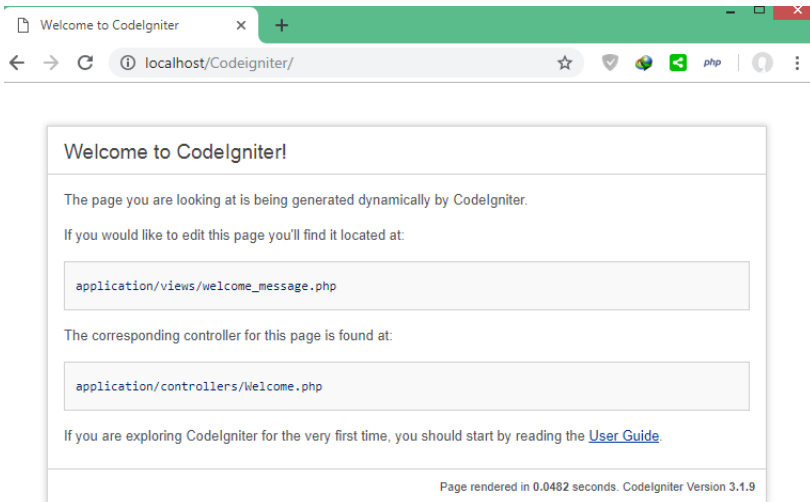 Welcome to CodeIgniter
localhost/Codeigniter/
php
Welcome to CodeIgniter!
The page you are looking at is being generated dynamically by CodeIgniter.
If you would like to edit this page you'll find it located at:
application/views/welcome_message.php
The corresponding controller for this page is found at:
application/controllers/Welcome.php
If you are exploring CodeIgniter for the very first time, you should start by reading the User Guide.
Page rendered in 0.0482 seconds. CodeIgniter Version 3.1.9